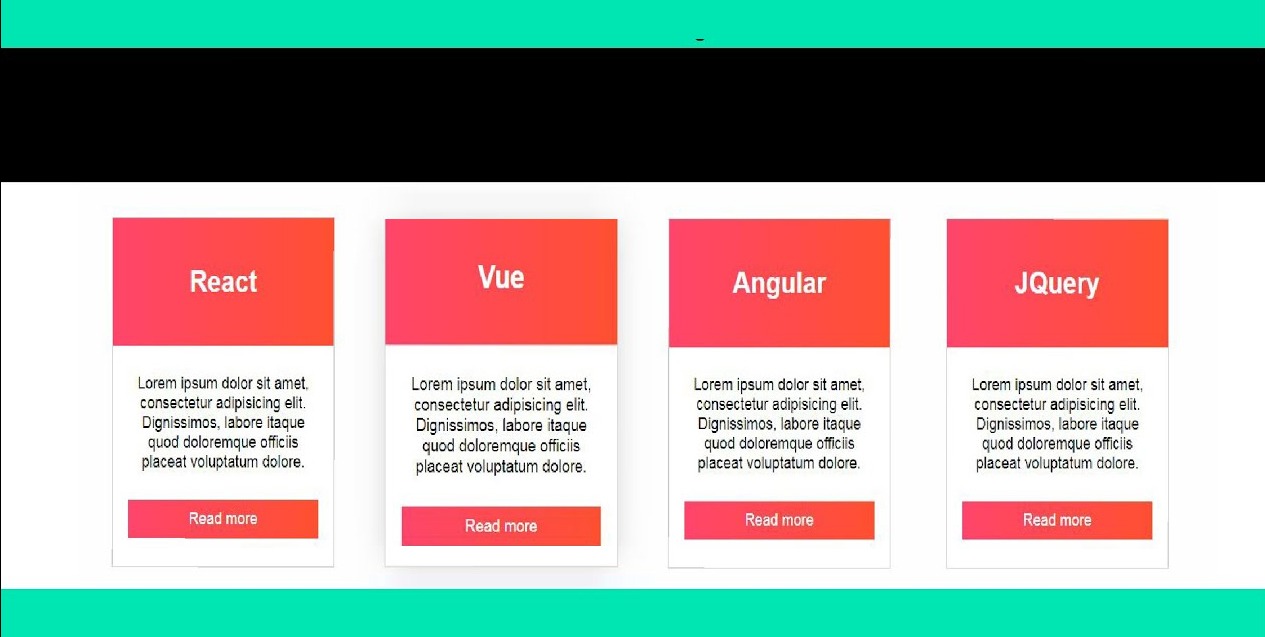 React
Lorem ipsum dolor sit amet,
consectetur adipisicing elit.
Dignissimos, labore itaque
quod doloremque officiis
placeat voluptatum dolore.
Read more
Vue
Lorem ipsum dolor sit amet,
consectetur adipisicing elit.
Dignissimos, labore itaque
quod doloremque officiis
placeat voluptatum dolore.
Read more
Angular
Lorem ipsum dolor sit amet,
consectetur adipisicing elit.
Dignissimos, labore itaque
quod doloremque officiis
placeat voluptatum dolore.
Read more
JQuery
Lorem ipsum dolor sit amet,
consectetur adipisicing elit.
Dignissimos, labore itaque
quod doloremque officiis
placeat voluptatum dolore.
Read more